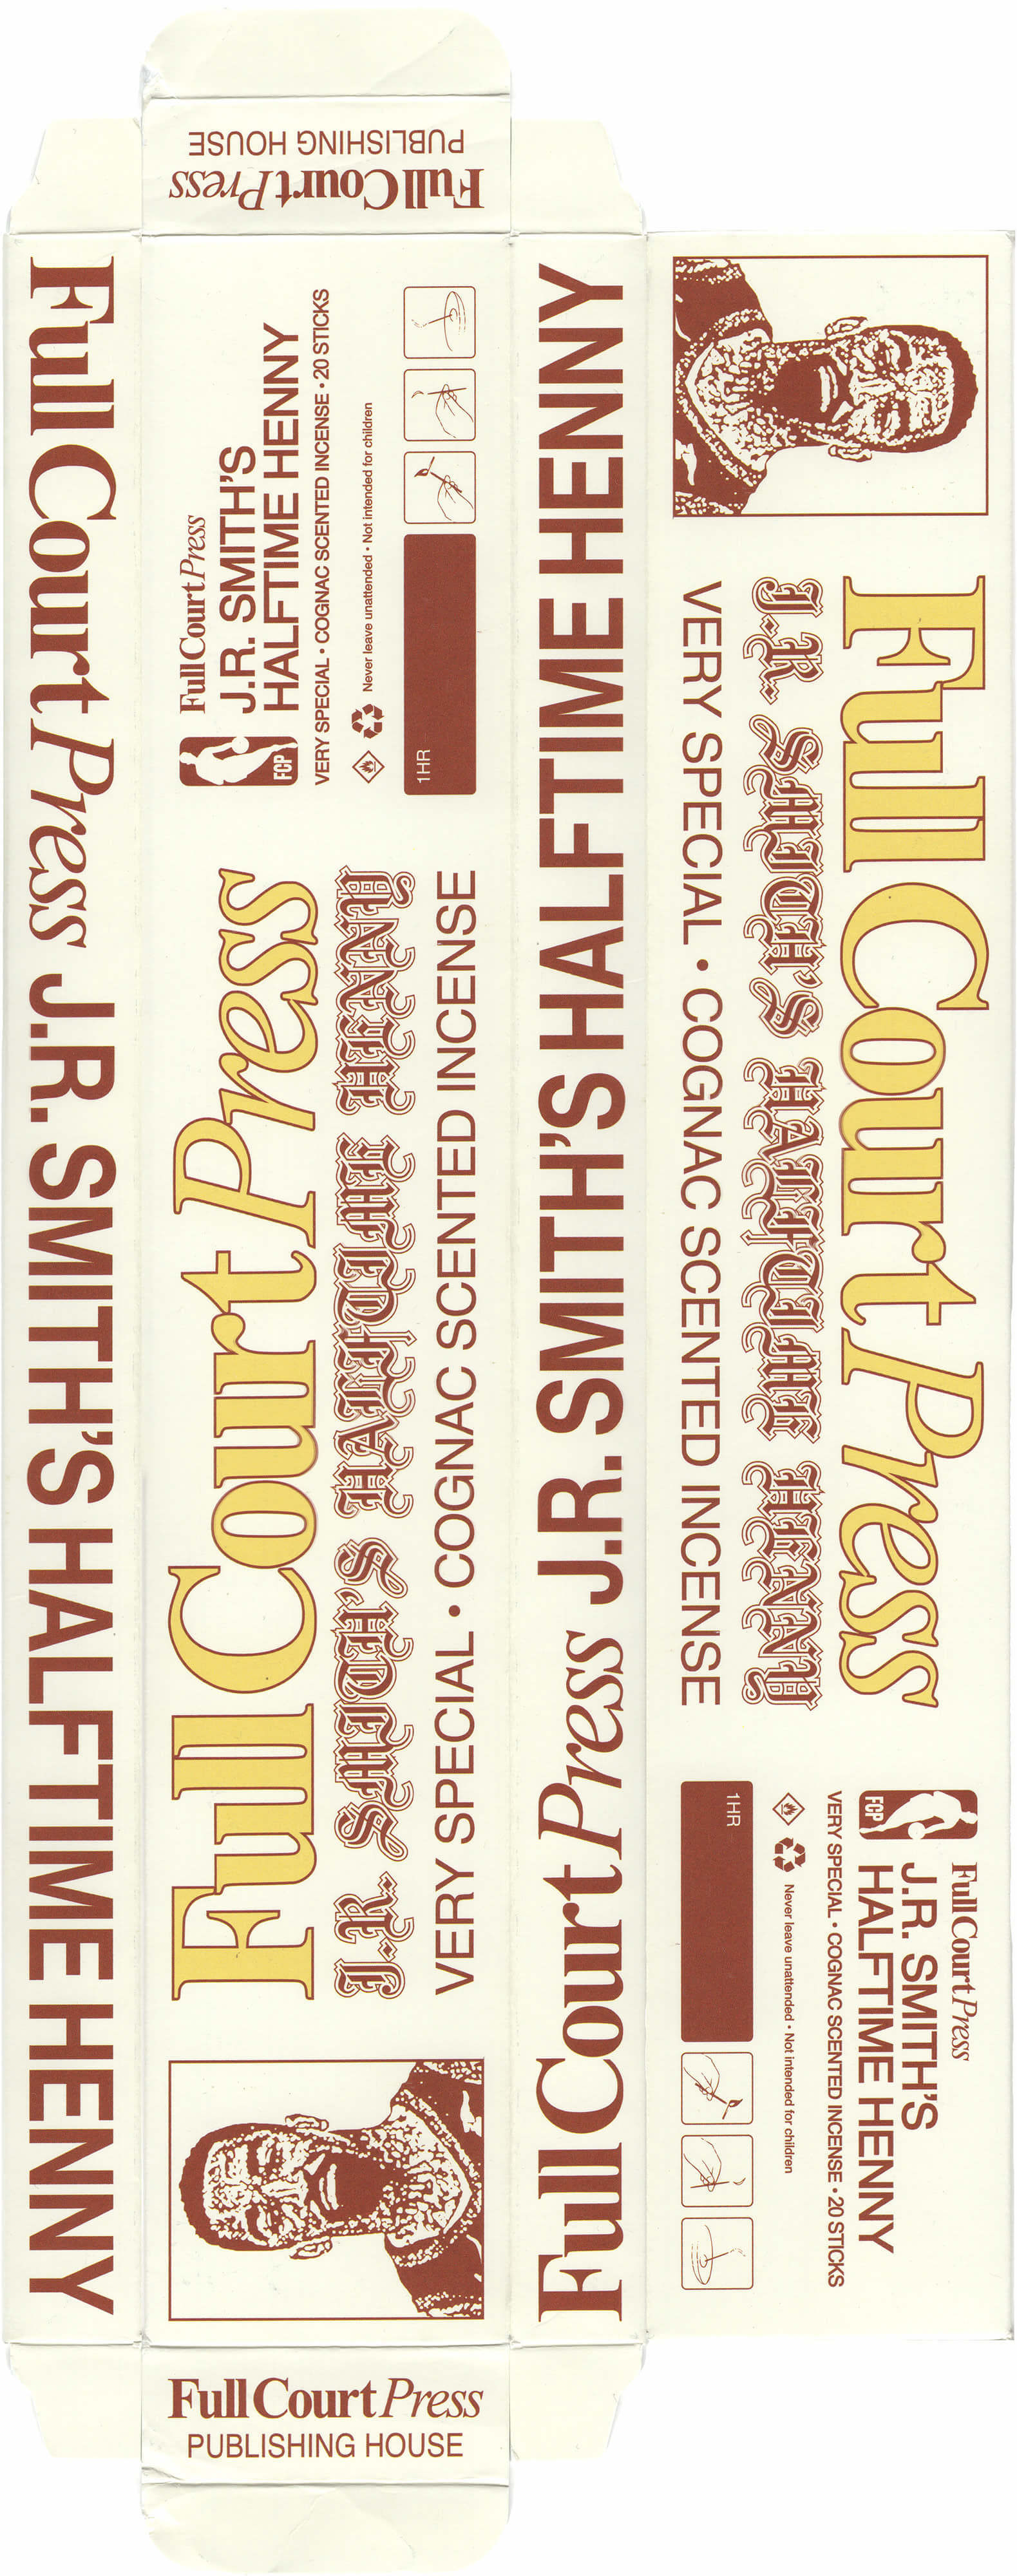 PUBLISHING HOUSE
Full Court Press
Full Court Press J.R. SMITH'S HALFTIME HENNY
Full Court Press
J.R. SMITH'S
HALFTIME HENNY
VERY SPECIAL • COGNAC SCENTED INCENSE • 20 STICKS
Never leave unattended • Not intended for children
FCP
1HR
Full Court Press
J.R. SMITH'S HALFTIME HENNY
VERY SPECIAL • COGNAC SCENTED INCENSE
Full Court Press J.R. SMITH'S HALFTIME HENNY
Full Court Press
J.R. SMITH'S HALFTIME HENNY
VERY SPECIAL • COGNAC SCENTED INCENSE
Full Court Press
J.R. SMITH'S
HALFTIME HENNY
FCP
VERY SPECIAL • COGNAC SCENTED INCENSE • 20 STICKS
Never leave unattended • Not intended for children
1HR
Full Court Press
PUBLISHING HOUSE